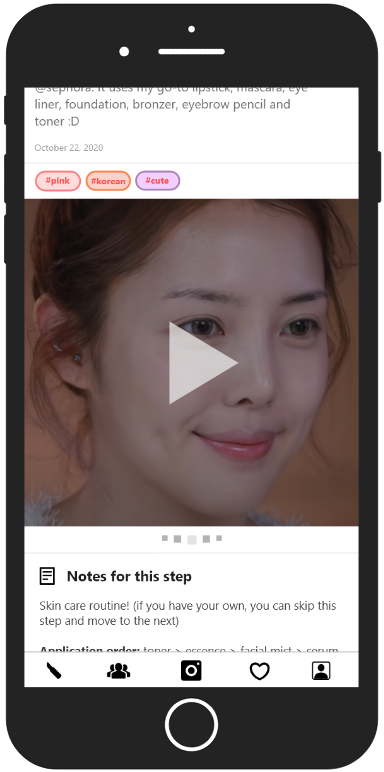 @sephora. It uses my go-to lipstick, mascara, eye
liner, foundation, bronzer, eyebrow pencil and
toner :D
October 22, 2020
#pink #korean #cute
Notes for this step
Skin care routine! (if you have your own, you can skip this
step and move to the next)
Application order: toner > essence > facial mist > serum